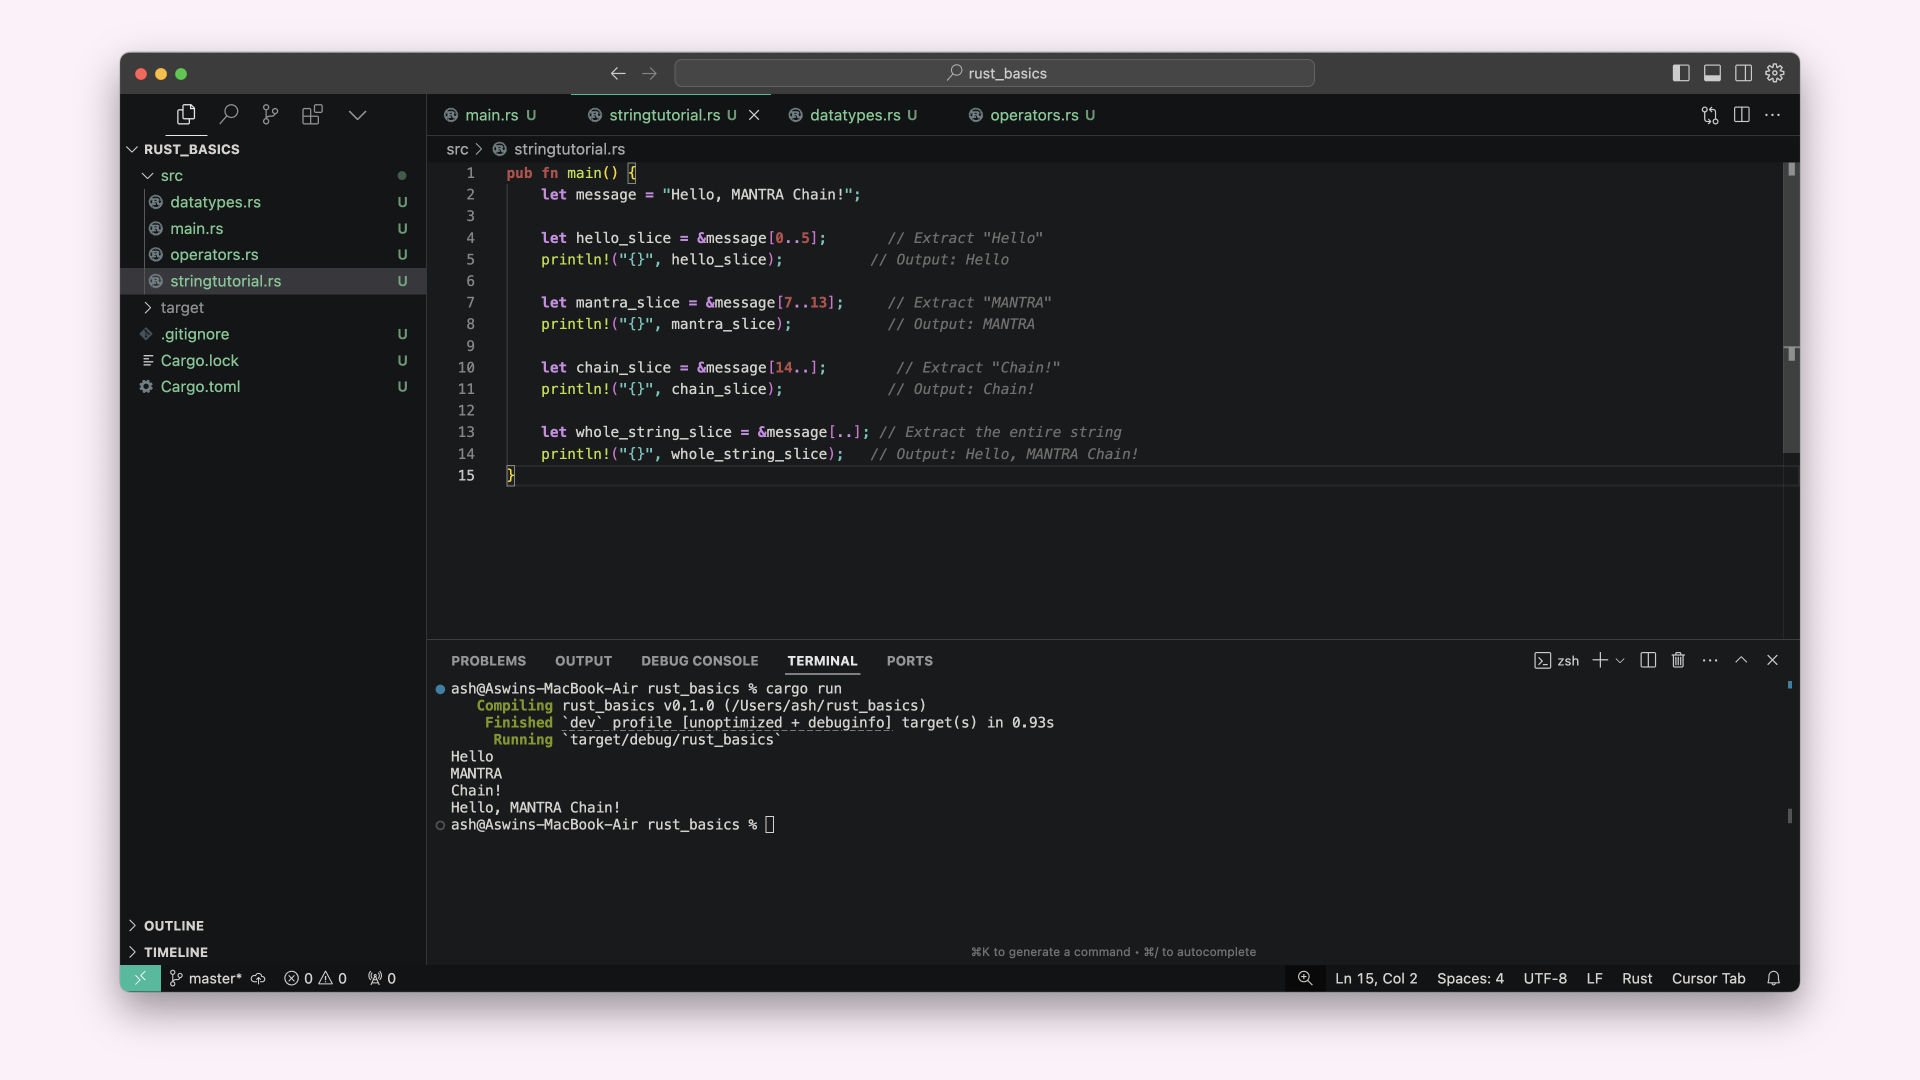 rust_basics
main.rs U
stringtutorial.rs U
datatypes.rs U
operators.rs U
RUST_BASICS
src
datatypes.rs U
main.rs U
operators.rs U
stringtutorial.rs U
target
.gitignore U
Cargo.lock U
Cargo.toml U
OUTLINE
TIMELINE
src > stringtutorial.rs
1 pub fn main() {
2     let message = "Hello, MANTRA Chain!";
3
4     let hello_slice = &message[0..5];       // Extract "Hello"
5     println!("{}", hello_slice);          // Output: Hello
6
7     let mantra_slice = &message[7..13];     // Extract "MANTRA"
8     println!("{}", mantra_slice);           // Output: MANTRA
9
10     let chain_slice = &message[14..];        // Extract "Chain!"
11     println!("{}", chain_slice);            // Output: Chain!
12
13     let whole_string_slice = &message[..]; // Extract the entire string
14     println!("{}", whole_string_slice);   // Output: Hello, MANTRA Chain!
15 }
PROBLEMS OUTPUT DEBUG CONSOLE TERMINAL PORTS
zsh
ash@Aswins-MacBook-Air rust_basics % cargo run
   Compiling rust_basics v0.1.0 (/Users/ash/rust_basics)
    Finished `dev` profile [unoptimized + debuginfo] target(s) in 0.93s
     Running `target/debug/rust_basics`
Hello
MANTRA
Chain!
Hello, MANTRA Chain!
ash@Aswins-MacBook-Air rust_basics %
⌘K to generate a command • ⌘/ to autocomplete
master* 0 0 0
Ln 15, Col 2 Spaces: 4 UTF-8 LF Rust Cursor Tab